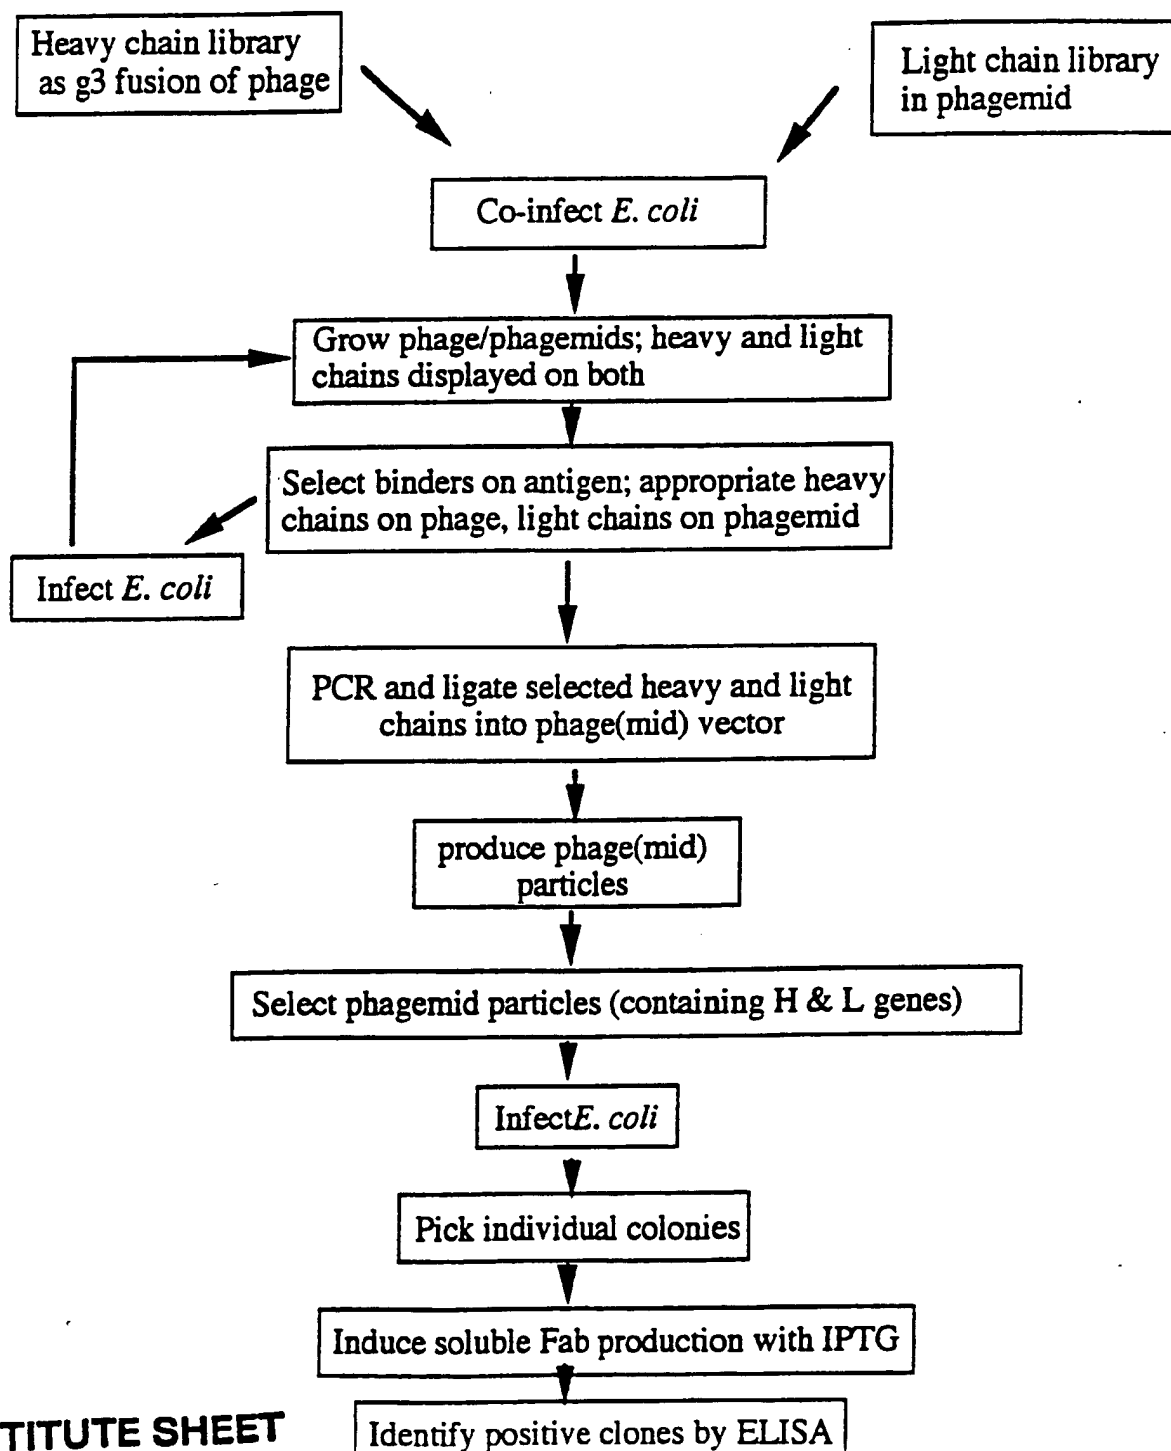 Heavy chain library
as g3 fusion of phage
Light chain library
in phagemid
Co-infect E. coli
Grow phage/phagemids; heavy and light
chains displayed on both
Select binders on antigen; appropriate heavy
chains on phage, light chains on phagemid
Infect E. coli
PCR and ligate selected heavy and light
chains into phage(mid) vector
produce phage(mid)
particles
Select phagemid particles (containing H & L genes)
InfectE. coli
Pick individual colonies
Induce soluble Fab production with IPTG
TITUTE SHEET
Identify positive clones by ELISA